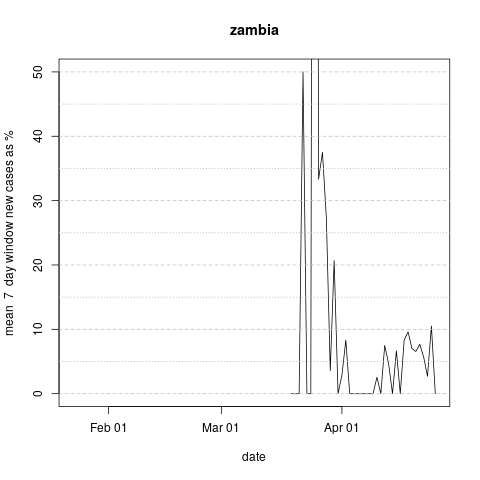 zambia
mean 7 day window new cases as %
50
40
30
20
10
0
Feb 01
Mar 01
Apr 01
date